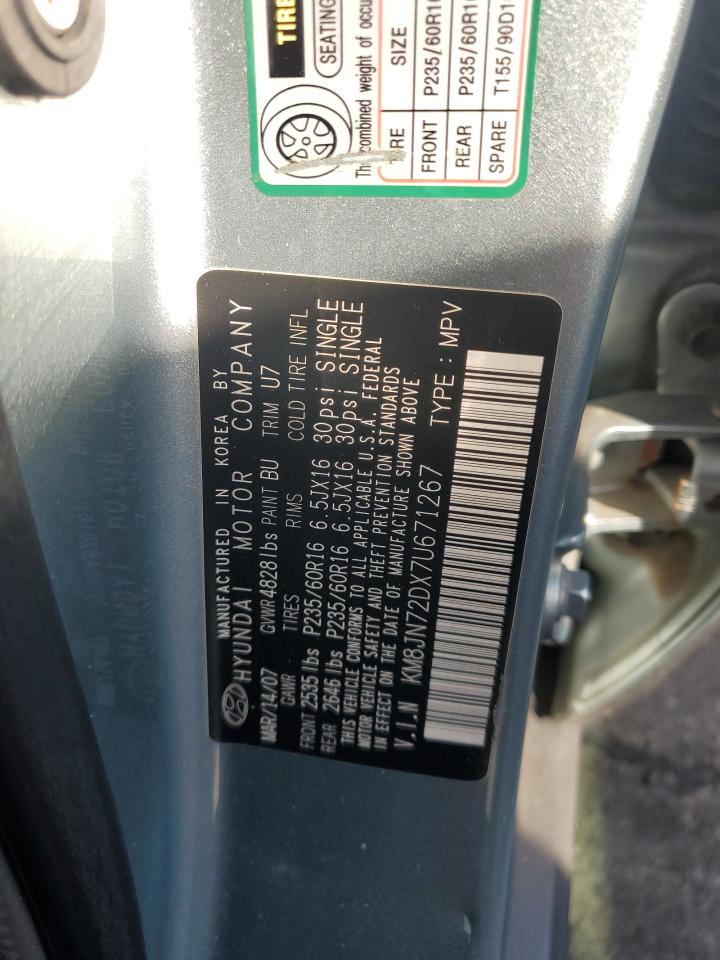 TIRE
SEATING
The combined weight of occu
SIZE
FRONT P235/60R16
REAR P235/60R1
SPARE T155/90D1
MANUFACTURED IN KOREA BY
HYUNDAI MOTOR COMPANY
MAR/14/07 GVWR 4828 lbs PAINT BU TRIM U7
GAWR TIRES RIMS COLD TIRE INFL
FRONT 2535 lbs P235/60R16 6.5JX16 30psi SINGLE
REAR 2646 lbs P235/60R16 6.5JX16 30psi SINGLE
THIS VEHICLE CONFORMS TO ALL APPLICABLE U.S.A. FEDERAL
MOTOR VEHICLE SAFETY AND THEFT PREVENTION STANDARDS
IN EFFECT ON THE DATE OF MANUFACTURE SHOWN ABOVE
V.I.N KM8JN72DX7U671267 TYPE : MPV